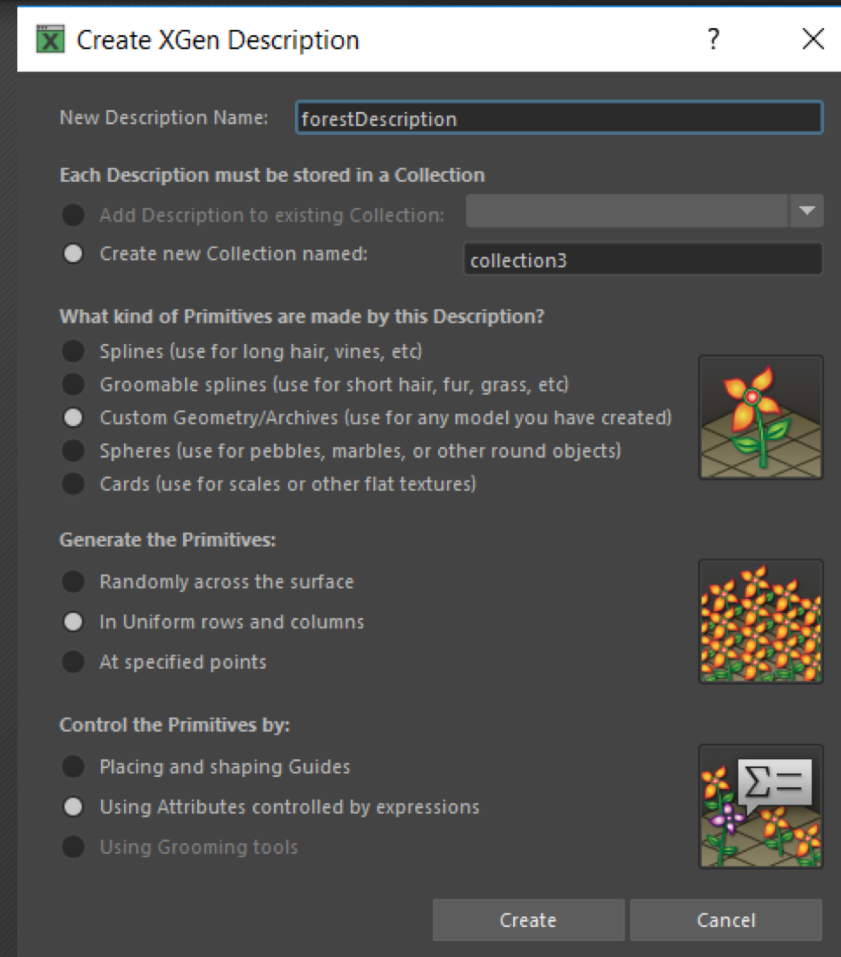 Create XGen Description ? X
New Description Name: forestDescription
Each Description must be stored in a Collection
Add Description to existing Collection:
Create new Collection named: collection3
What kind of Primitives are made by this Description?
Splines (use for long hair, vines, etc)
Groomable splines (use for short hair, fur, grass, etc)
Custom Geometry/Archives (use for any model you have created)
Spheres (use for pebbles, marbles, or other round objects)
Cards (use for scales or other flat textures)
Generate the Primitives:
Randomly across the surface
In Uniform rows and columns
At specified points
Control the Primitives by:
Placing and shaping Guides
Σ=
Using Attributes controlled by expressions
Using Grooming tools
Create Cancel